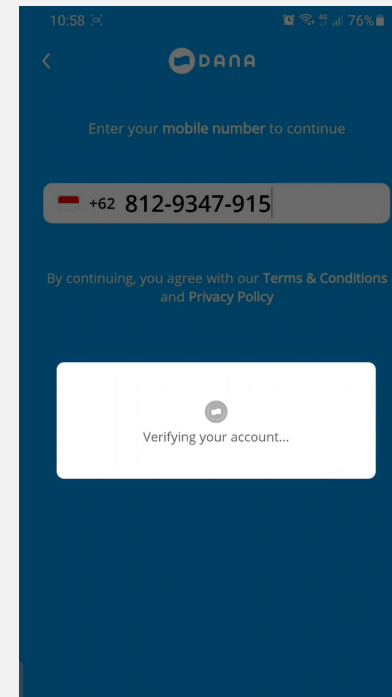 10:58
4G 76%
DANA
Enter your mobile number to continue
+62 812-9347-915
By continuing, you agree with our Terms & Conditions
and Privacy Policy
Verifying your account...